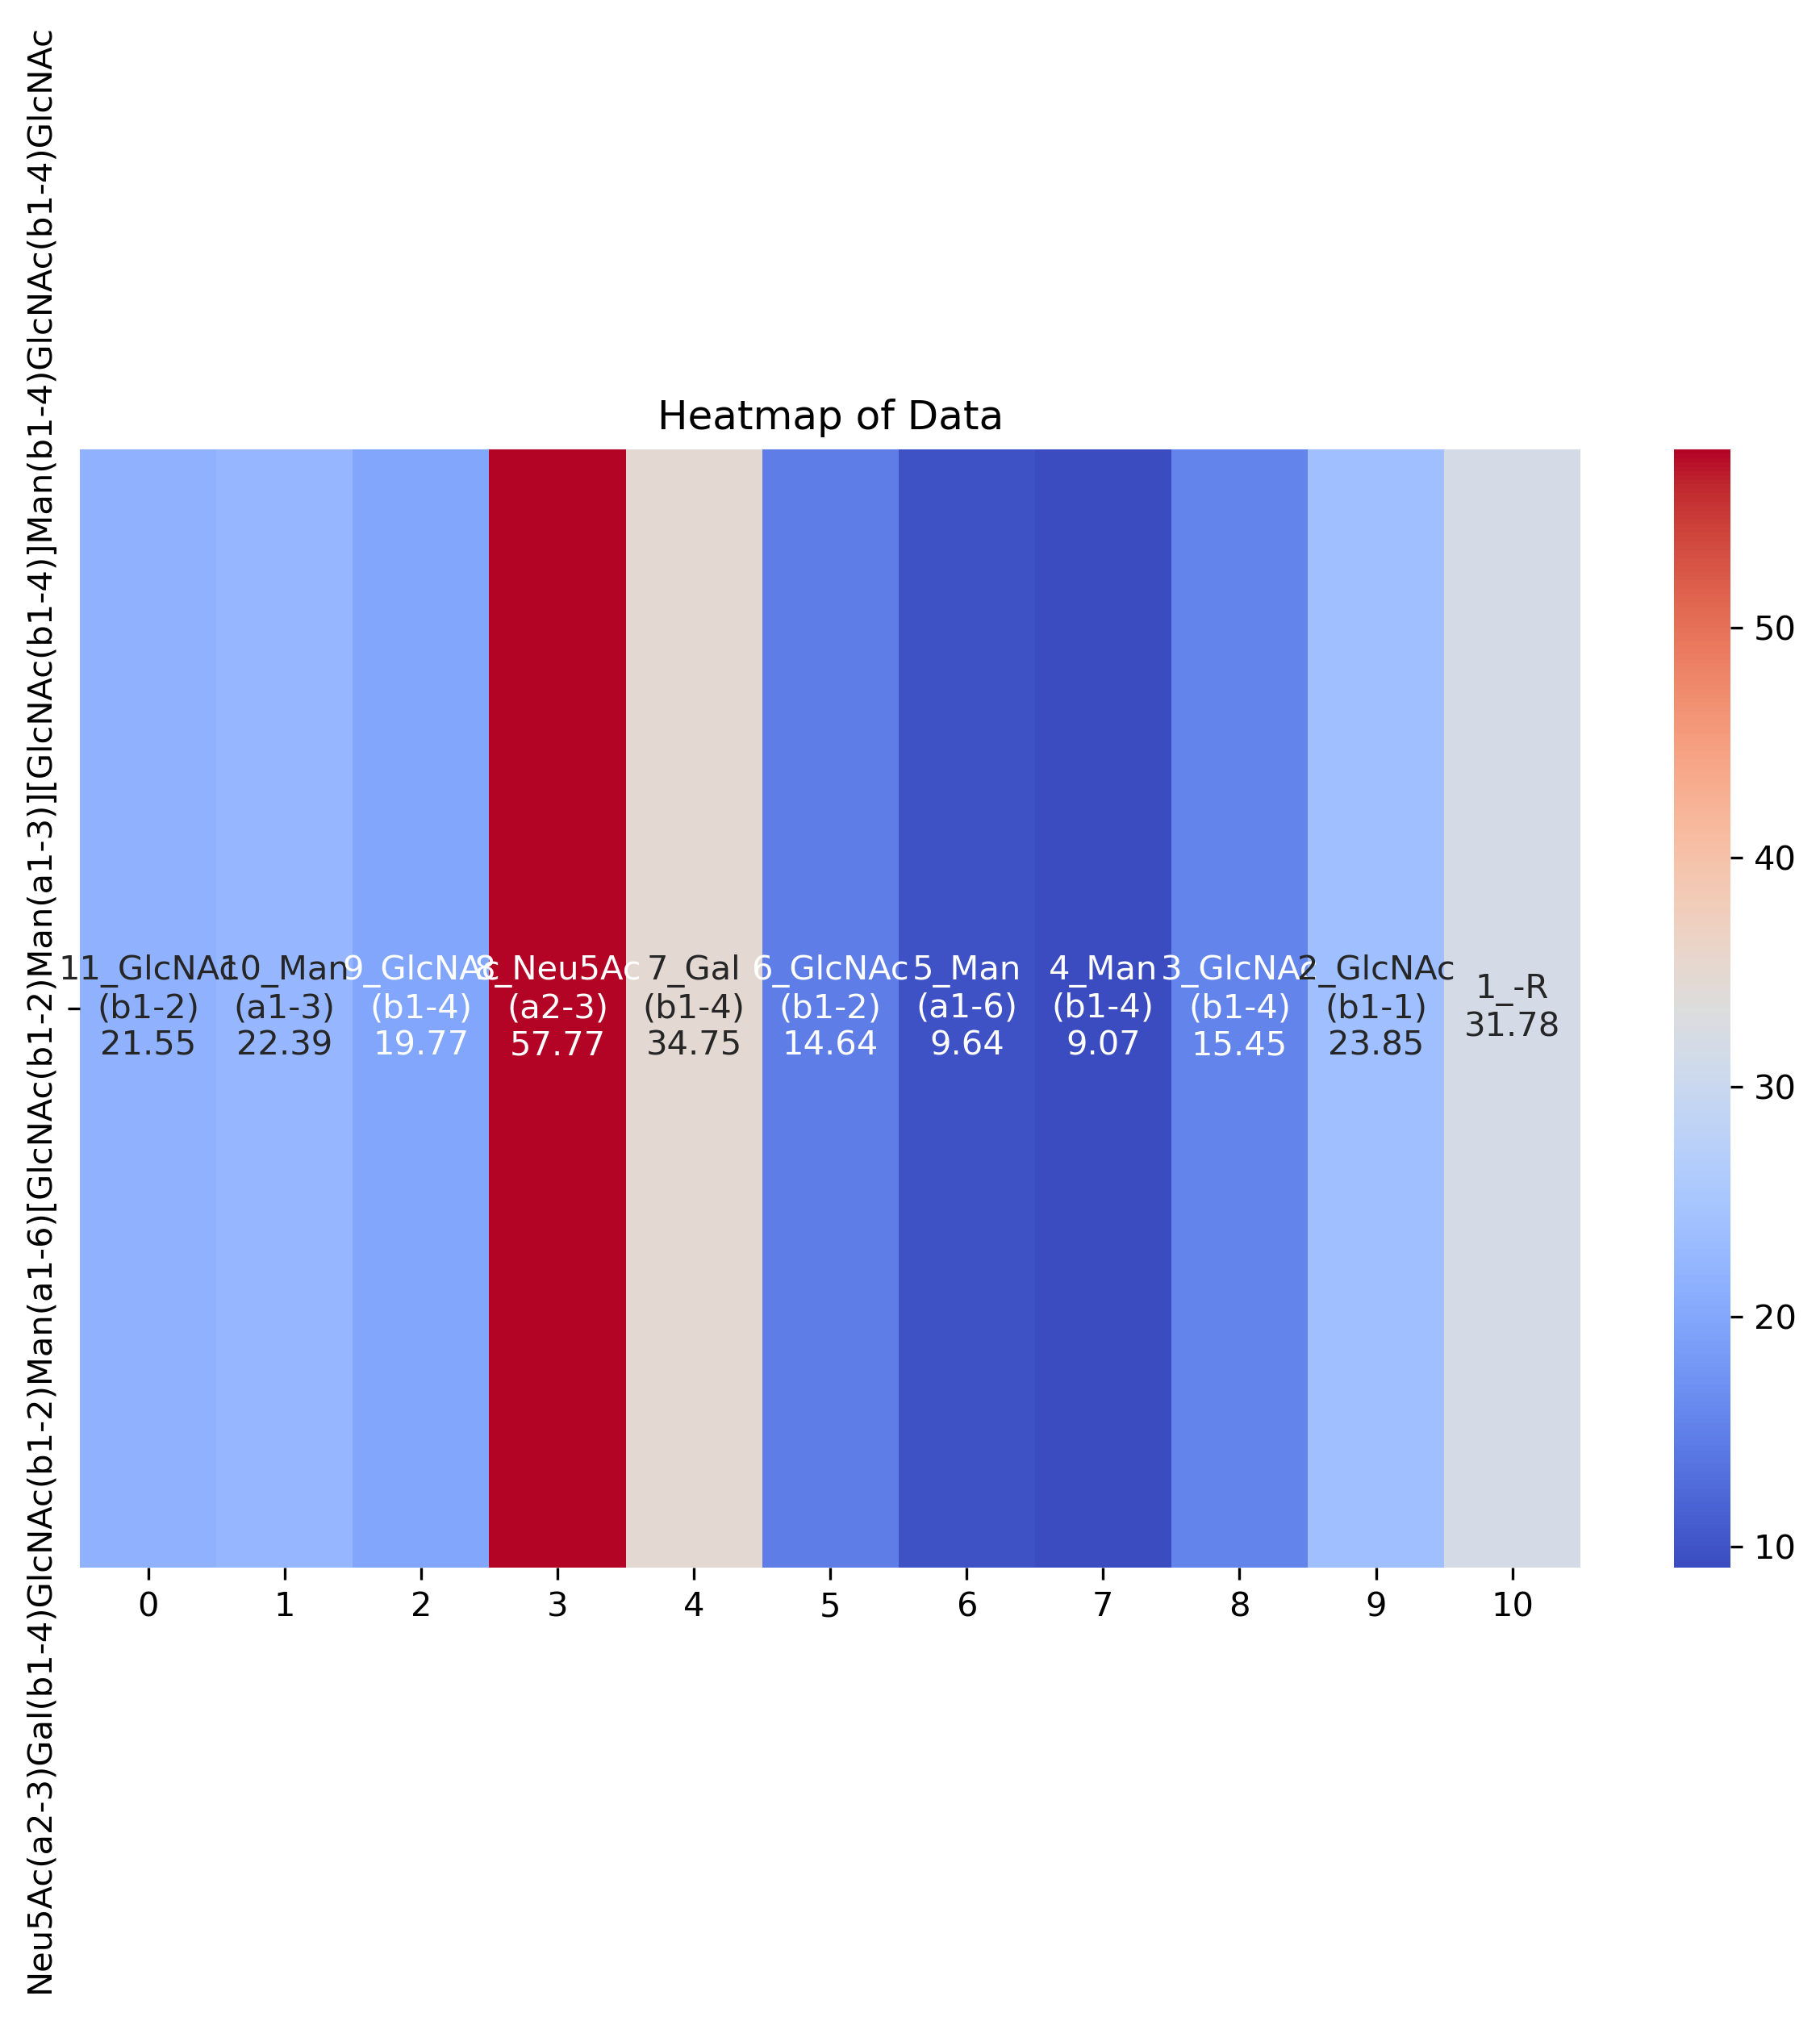 Heatmap of Data
Neu5Ac(a2-3)Gal(b1-4)GlcNAc(b1-2)Man(a1-6)[GlcNAc(b1-2)Man(a1-3)][GlcNAc(b1-4)]Man(b1-4)GlcNAc(b1-4)GlcNAc
11_GlcNAc
(b1-2)
21.55
10_Man
(a1-3)
22.39
9_GlcNAc
(b1-4)
19.77
8_Neu5Ac
(a2-3)
57.77
7_Gal
(b1-4)
34.75
6_GlcNAc
(b1-2)
14.64
5_Man
(a1-6)
9.64
4_Man
(b1-4)
9.07
3_GlcNAc
(b1-4)
15.45
2_GlcNAc
(b1-1)
23.85
1_-R
31.78
0 1 2 3 4 5 6 7 8 9 10
50
40
30
20
10